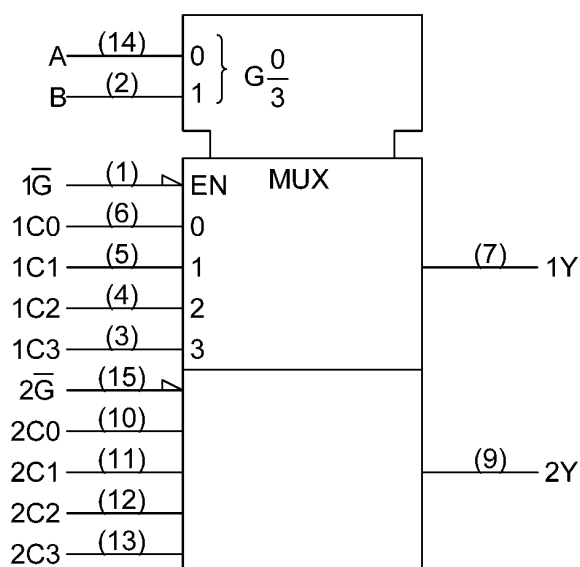 A (14) 0 G 0/3
B (2) 1
MUX
1G̅ (1) EN
1C0 (6) 0
1C1 (5) 1 (7) 1Y
1C2 (4) 2
1C3 (3) 3
2G̅ (15)
2C0 (10)
2C1 (11) (9) 2Y
2C2 (12)
2C3 (13)